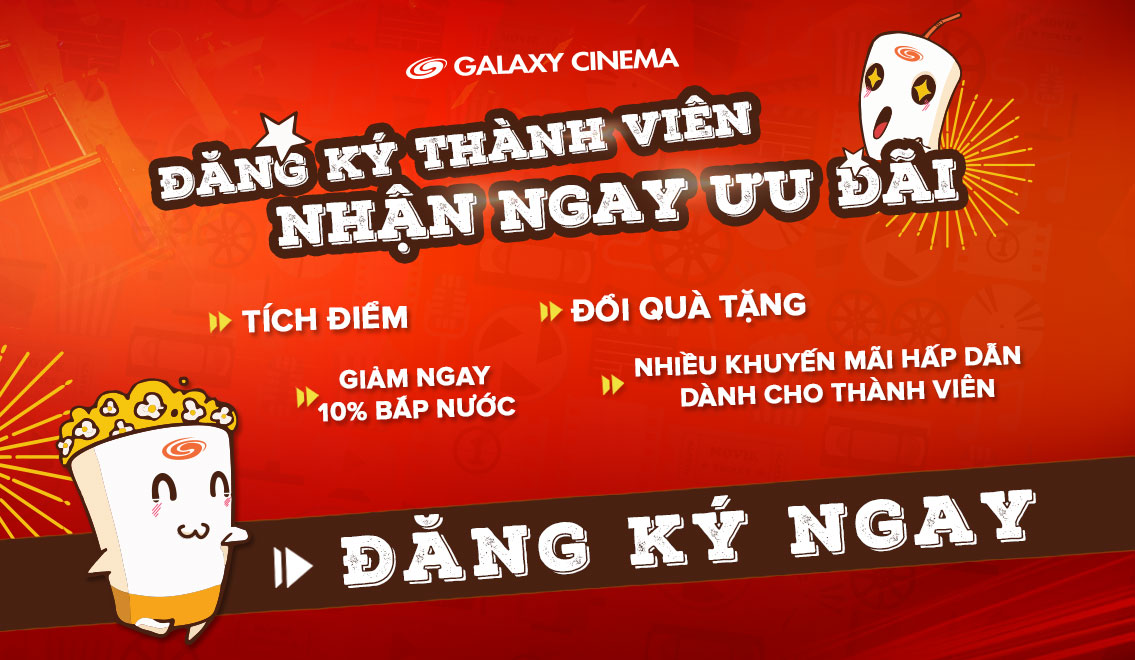 GALAXY CINEMA
ĐĂNG KÝ THÀNH VIÊN
NHẬN NGAY ƯU ĐÃI
TÍCH ĐIỂM
ĐỔI QUÀ TẶNG
GIẢM NGAY
10% BẮP NƯỚC
NHIỀU KHUYẾN MÃI HẤP DẪN
DÀNH CHO THÀNH VIÊN
ĐĂNG KÝ NGAY